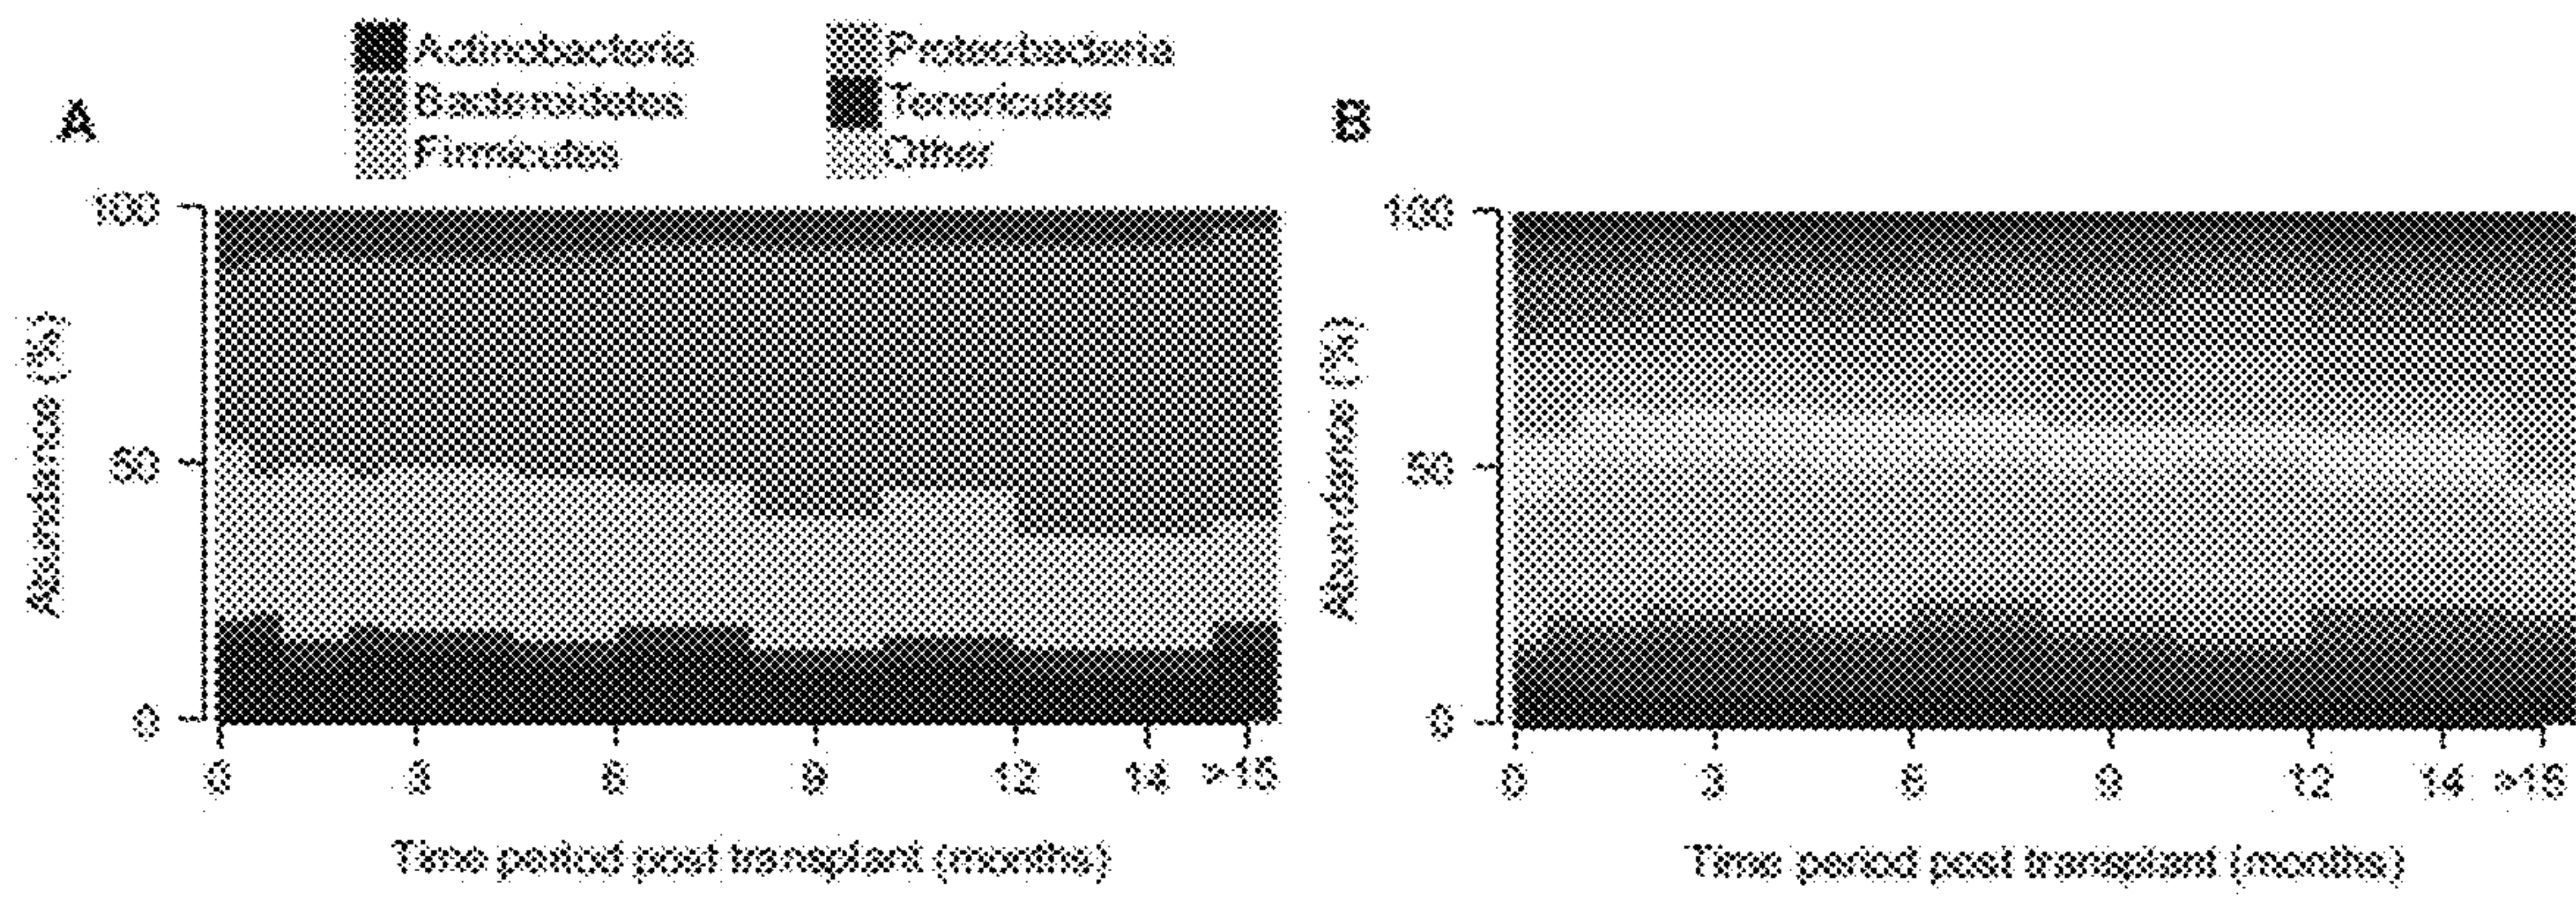 Actinobacteria
Bacteroidetes
Firmicutes
Proteobacteria
Tenericutes
Other
A
100
50
0
Abundance (%)
0 3 6 9 12 14 >15
Time period post transplant (months)
B
100
50
0
Abundance (%)
0 3 6 9 12 14 >15
Time period post transplant (months)